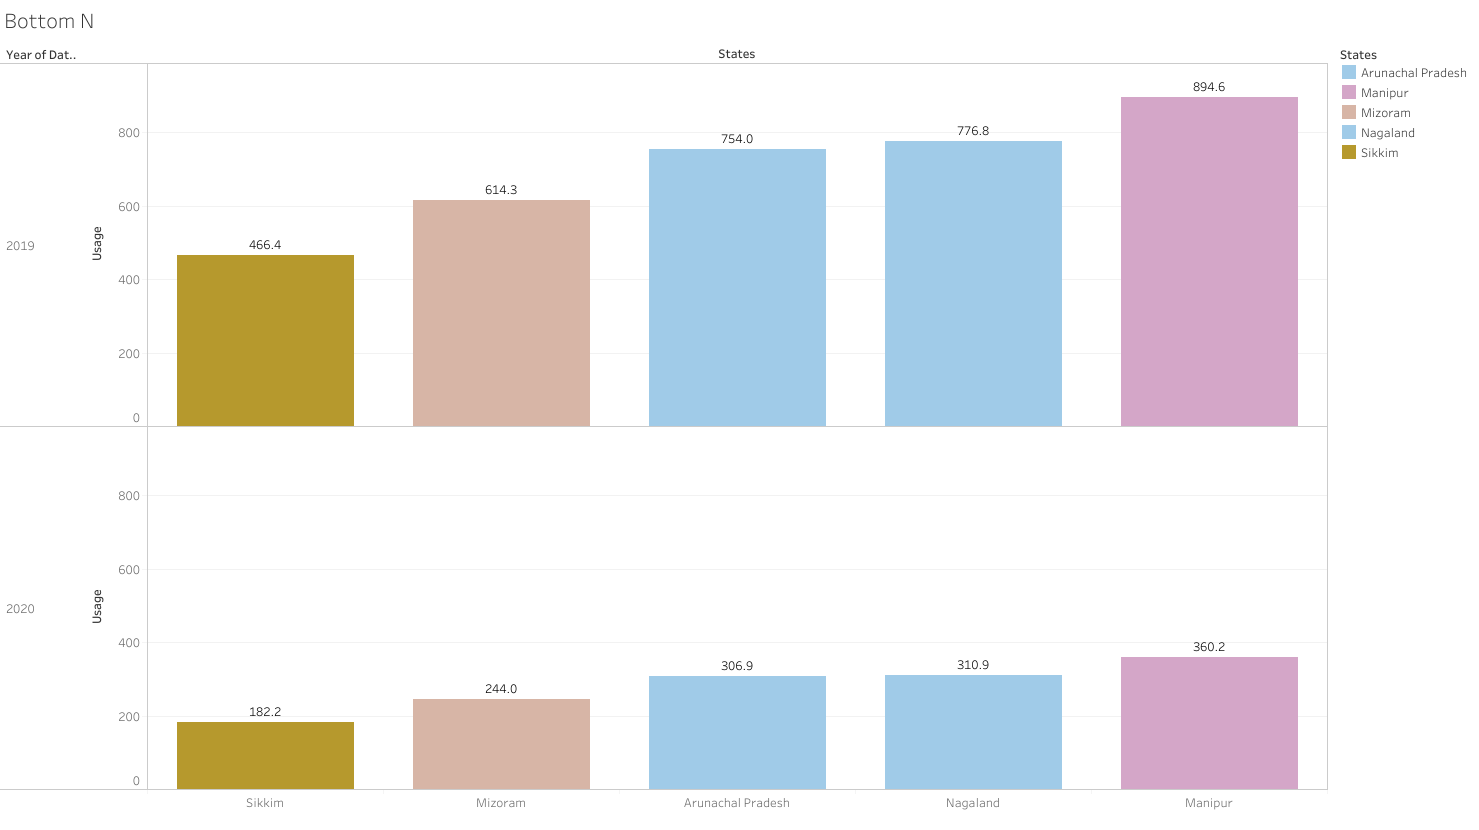 Bottom N
Year of Dat..
States
894.6
776.8
754.0
614.3
466.4
800
600
400
200
0
Usage
2019
360.2
310.9
306.9
244.0
182.2
800
600
400
200
0
Usage
2020
Sikkim Mizoram Arunachal Pradesh Nagaland Manipur
States
Arunachal Pradesh
Manipur
Mizoram
Nagaland
Sikkim